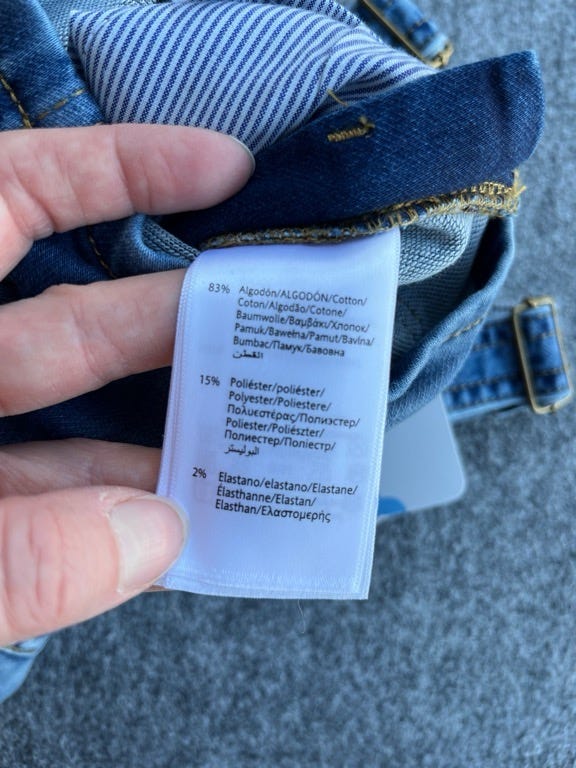 83% Algodón/ALGODÓN/Cotton/
Coton/Algodão/Cotone/
Baumwolle/Βαμβάκι/Хлопок/
Pamuk/Bawełna/Pamut/Bavlna/
Bumbac/Памук/Бавовна
القطن
15% Poliéster/poliéster/
Polyester/Poliestere/
Πολυεστέρας/Полиэстер/
Poliester/Poliészter/
Полиестер/Поліестр/
البوليستر
2% Elastano/elastano/Elastane/
Élasthanne/Elastan/
Elasthan/Ελαστομερής